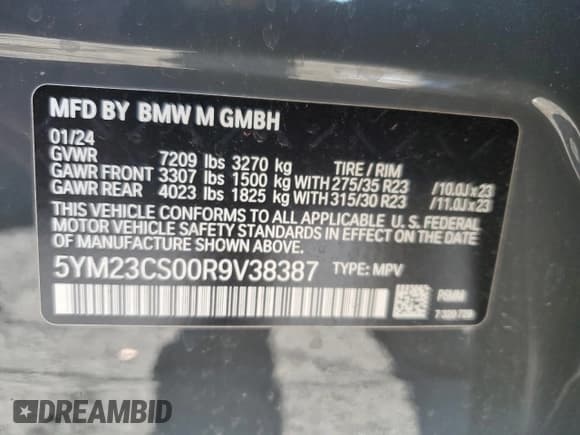 MFD BY BMW M GMBH
01/24
GVWR 7209 lbs 3270 kg TIRE / RIM
GAWR FRONT 3307 lbs 1500 kg WITH 275/35 R23 /10.0J x 23
GAWR REAR 4023 lbs 1825 kg WITH 315/30 R23 /11.0J x 23
THIS VEHICLE CONFORMS TO ALL APPLICABLE U. S. FEDERAL
MOTOR VEHICLE SAFETY STANDARDS IN EFFECT ON THE DATE
OF MANUFACTURE SHOWN ABOVE.
5YM23CS00R9V38387 TYPE: MPV
DREAMBID